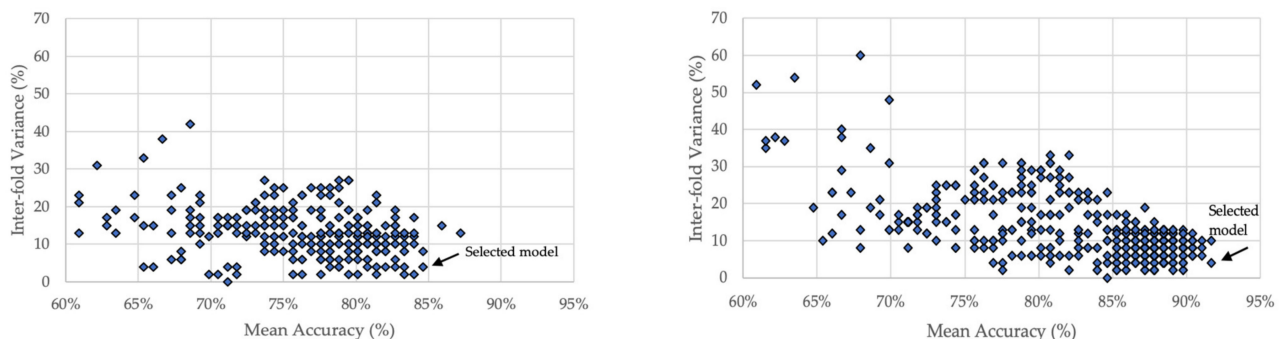 70
60
50
40
30
20
10
0
Inter-fold Variance (%)
Selected model
60% 65% 70% 75% 80% 85% 90% 95%
Mean Accuracy (%)
70
60
50
40
30
20
10
0
Inter-fold Variance (%)
Selected
model
60% 65% 70% 75% 80% 85% 90% 95%
Mean Accuracy (%)